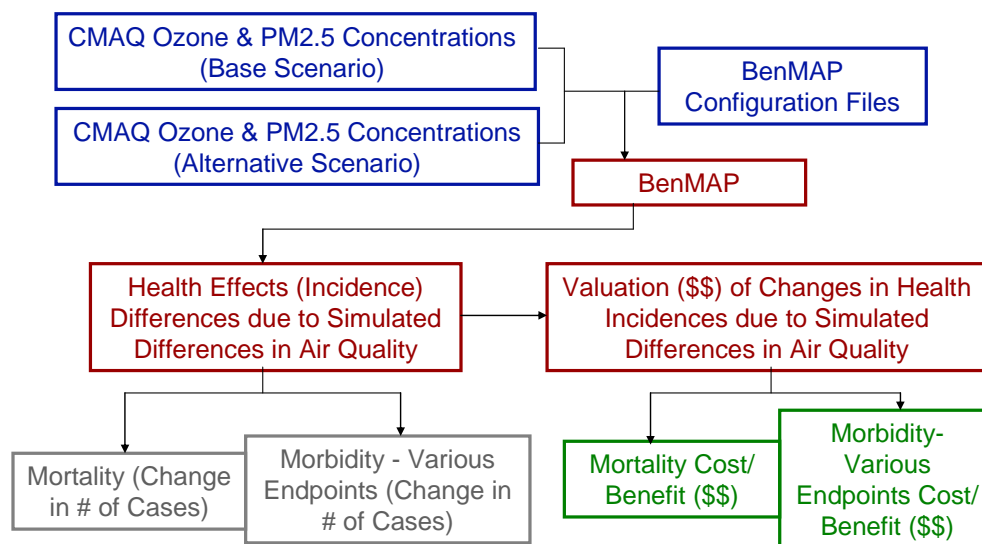 CMAQ Ozone & PM2.5 Concentrations
(Base Scenario)
BenMAP
Configuration Files
CMAQ Ozone & PM2.5 Concentrations
(Alternative Scenario)
BenMAP
Health Effects (Incidence)
Differences due to Simulated
Differences in Air Quality
Valuation ($$) of Changes in Health
Incidences due to Simulated
Differences in Air Quality
Mortality (Change
in # of Cases)
Morbidity - Various
Endpoints (Change in
# of Cases)
Mortality Cost/
Benefit ($$)
Morbidity-
Various
Endpoints Cost/
Benefit ($$)